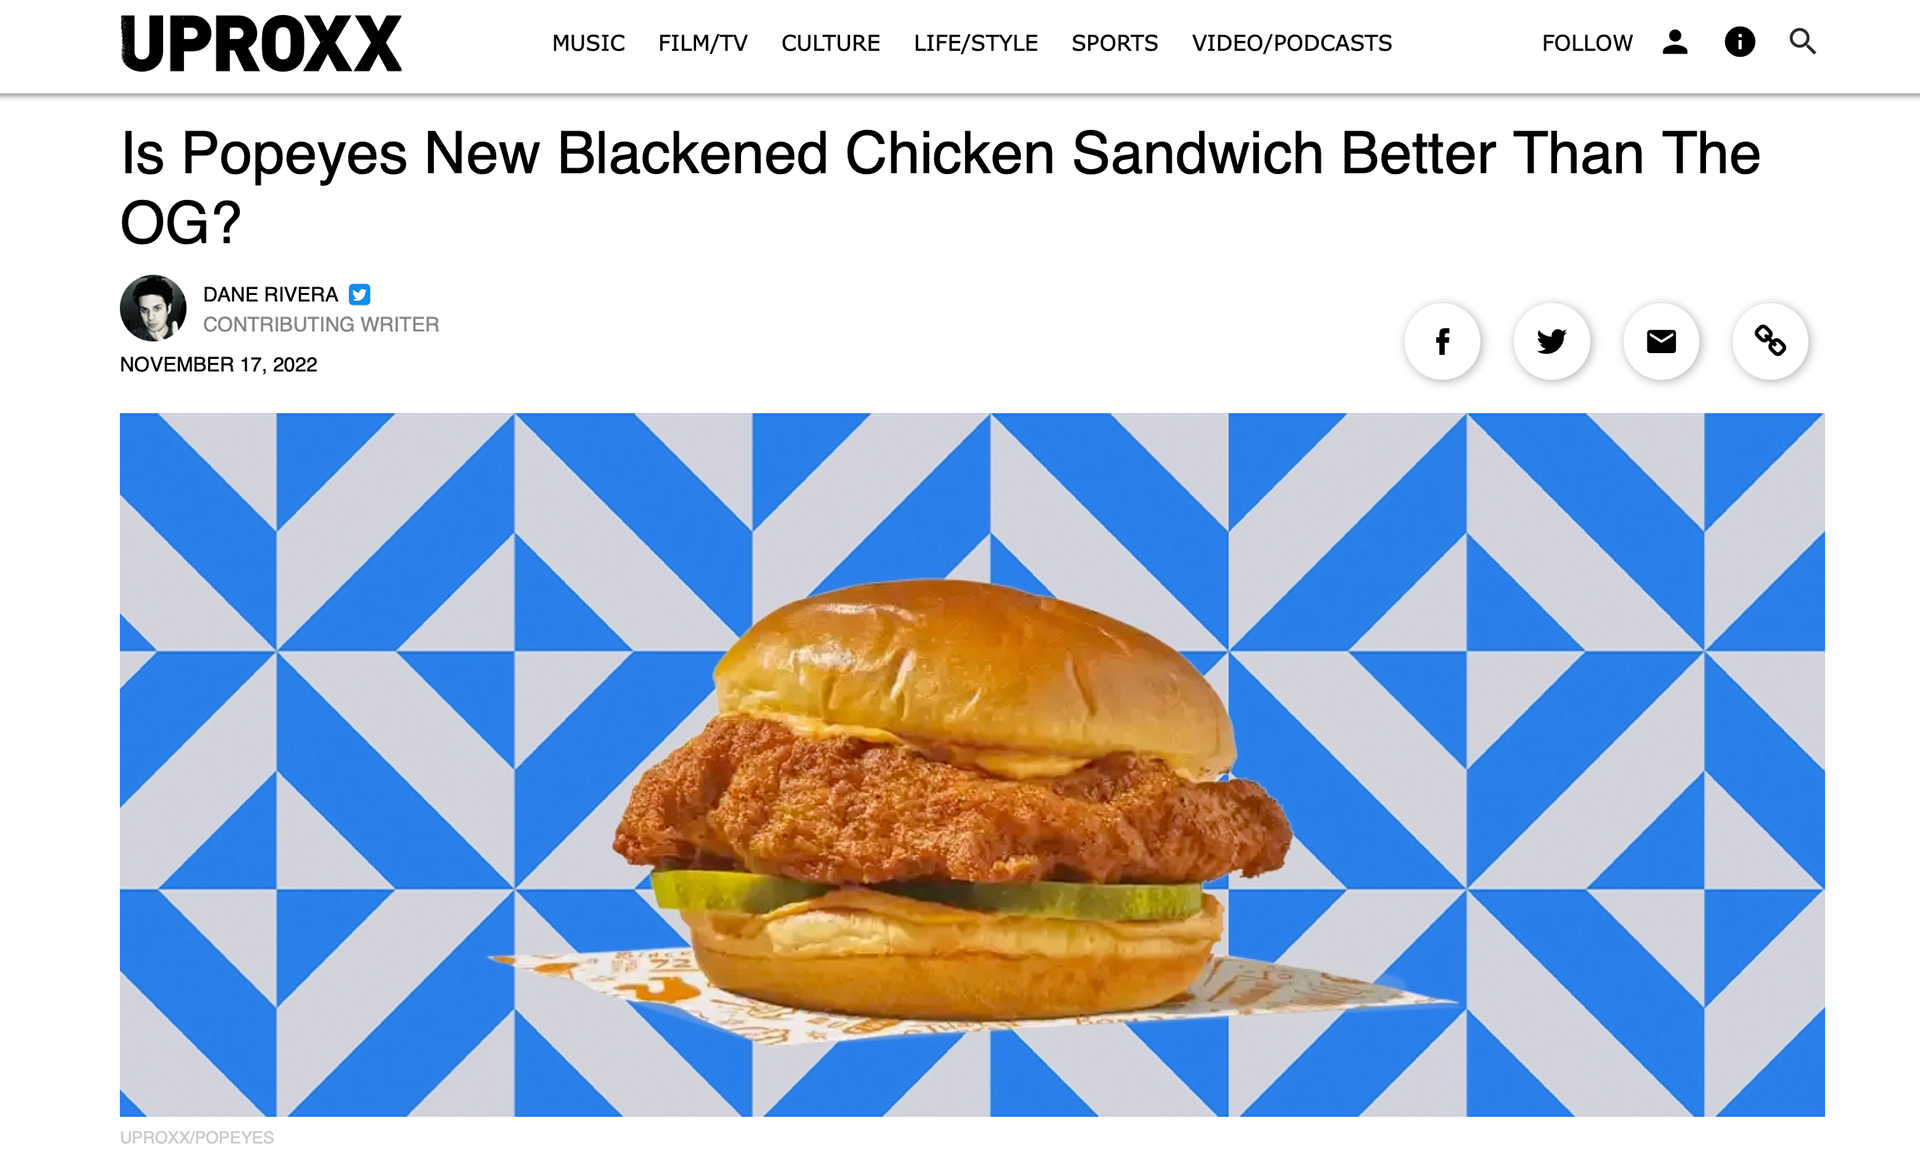 UPROXX
MUSIC FILM/TV CULTURE LIFE/STYLE SPORTS VIDEO/PODCASTS
FOLLOW
Is Popeyes New Blackened Chicken Sandwich Better Than The
OG?
DANE RIVERA
CONTRIBUTING WRITER
NOVEMBER 17, 2022
72
UPROXX/POPEYES